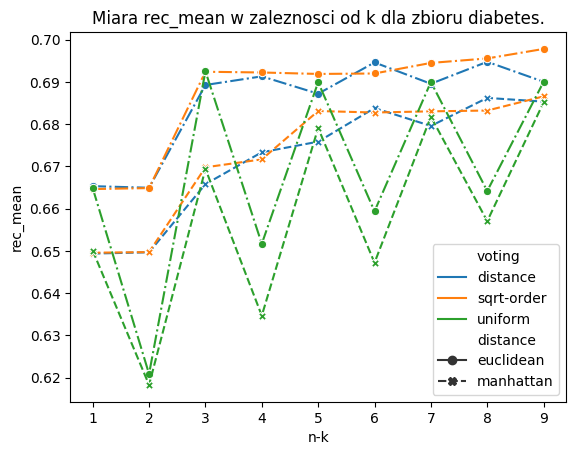 Miara rec_mean w zaleznosci od k dla zbioru diabetes.
rec_mean
0.70
0.69
0.68
0.67
0.66
0.65
0.64
0.63
0.62
voting
distance
sqrt-order
uniform
distance
euclidean
manhattan
1 2 3 4 5 6 7 8 9
n-k